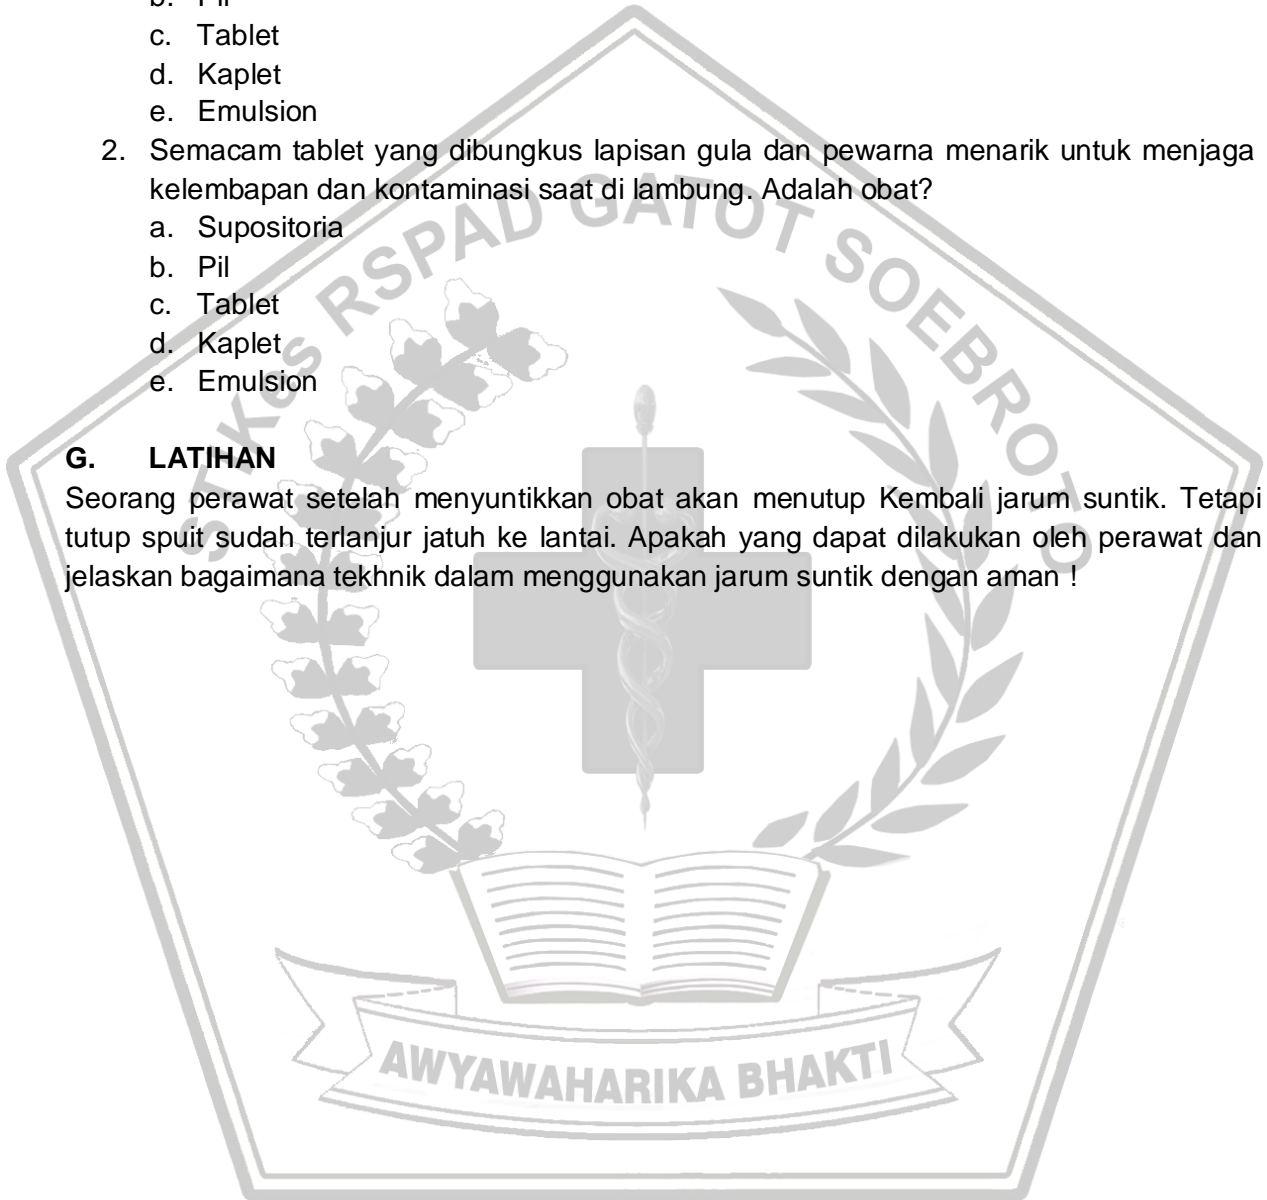 b. Pil
c. Tablet
d. Kaplet
e. Emulsion
2. Semacam tablet yang dibungkus lapisan gula dan pewarna menarik untuk menjaga
kelembapan dan kontaminasi saat di lambung. Adalah obat?
a. Supositoria
b. Pil
c. Tablet
d. Kaplet
e. Emulsion
G. LATIHAN
Seorang perawat setelah menyuntikkan obat akan menutup Kembali jarum suntik. Tetapi
tutup spuit sudah terlanjur jatuh ke lantai. Apakah yang dapat dilakukan oleh perawat dan
jelaskan bagaimana tekhnik dalam menggunakan jarum suntik dengan aman !
STIKes RSPAD GATOT SOEBROTO
AWYAWAHARIKA BHAKTI